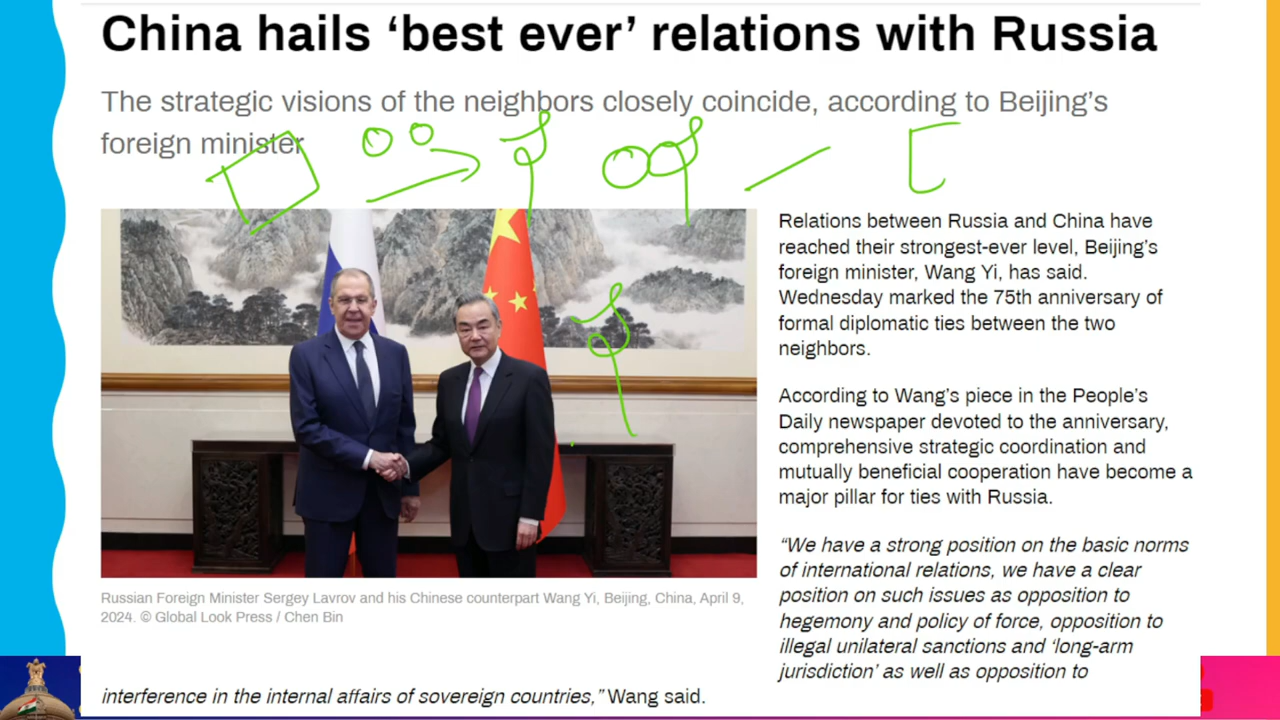 China hails ‘best ever’ relations with Russia
The strategic visions of the neighbors closely coincide, according to Beijing’s
foreign minister
Relations between Russia and China have
reached their strongest-ever level, Beijing’s
foreign minister, Wang Yi, has said.
Wednesday marked the 75th anniversary of
formal diplomatic ties between the two
neighbors.
According to Wang’s piece in the People’s
Daily newspaper devoted to the anniversary,
comprehensive strategic coordination and
mutually beneficial cooperation have become a
major pillar for ties with Russia.
“We have a strong position on the basic norms
of international relations, we have a clear
position on such issues as opposition to
hegemony and policy of force, opposition to
illegal unilateral sanctions and ‘long-arm
jurisdiction’ as well as opposition to
interference in the internal affairs of sovereign countries,” Wang said.
Russian Foreign Minister Sergey Lavrov and his Chinese counterpart Wang Yi, Beijing, China, April 9,
2024. © Global Look Press / Chen Bin